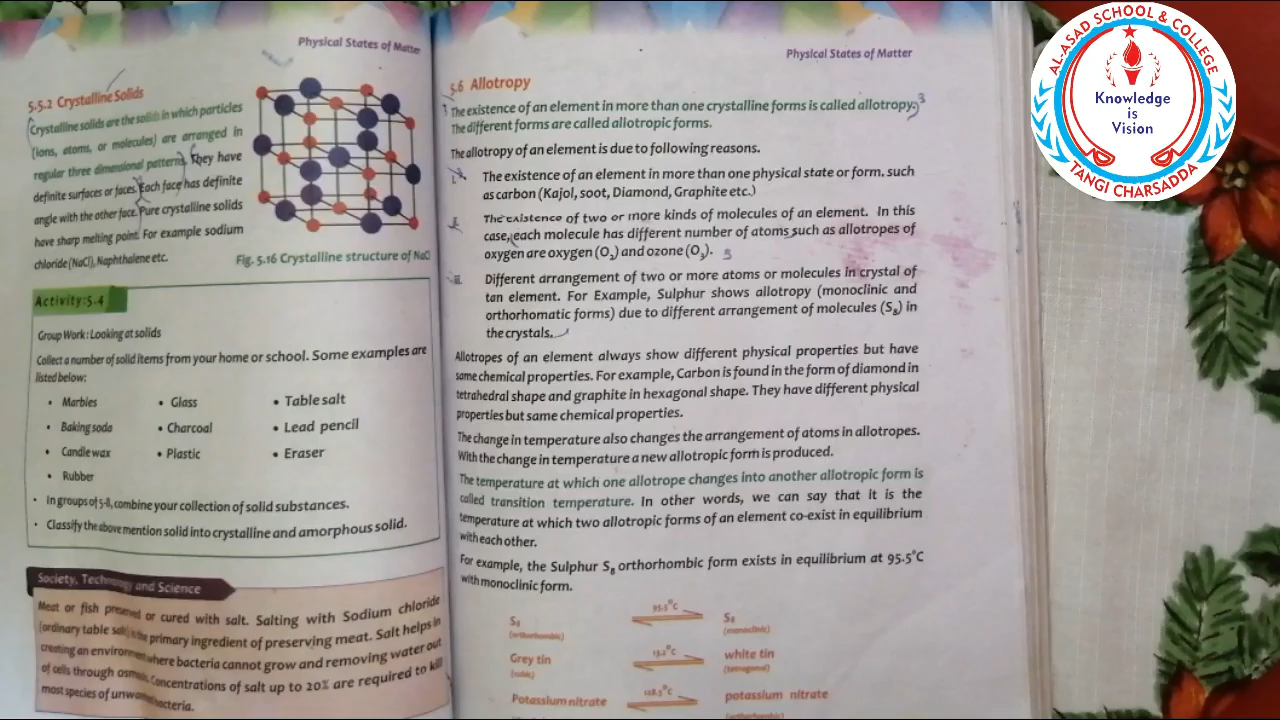 Physical States of Matter
5.5.2 Crystalline Solids
Crystalline solids are the solids in which particles
(ions, atoms, or molecules) are arranged in
regular three dimensional patterns. They have
definite surfaces or faces. Each face has definite
angle with the other face. Pure crystalline solids
have sharp melting point. For example sodium
chloride (NaCl), Naphthalene etc.
Fig. 5.16 Crystalline structure of NaCl
Activity:5.4
Group Work : Looking at solids
Collect a number of solid items from your home or school. Some examples are
listed below:
• Marbles • Glass • Table salt
• Baking soda • Charcoal • Lead pencil
• Candle wax • Plastic • Eraser
• Rubber
• In groups of 5-8, combine your collection of solid substances.
• Classify the above mention solid into crystalline and amorphous solid.
Society, Technology and Science
Meat or fish preserved or cured with salt. Salting with Sodium chloride
(ordinary table salt) is the primary ingredient of preserving meat. Salt helps in
creating an environment where bacteria cannot grow and removing water out
of cells through osmosis. Concentrations of salt up to 20% are required to kill
most species of unwanted bacteria.
Physical States of Matter
5.6 Allotropy
The existence of an element in more than one crystalline forms is called allotropy.
The different forms are called allotropic forms.
The allotropy of an element is due to following reasons.
i. The existence of an element in more than one physical state or form, such
as carbon (Kajol, soot, Diamond, Graphite etc.)
The existence of two or more kinds of molecules of an element. In this
case, each molecule has different number of atoms such as allotropes of
oxygen are oxygen (O₂) and ozone (O₃).
iii. Different arrangement of two or more atoms or molecules in crystal of
tan element. For Example, Sulphur shows allotropy (monoclinic and
orthorhomatic forms) due to different arrangement of molecules (S₈) in
the crystals.
Allotropes of an element always show different physical properties but have
same chemical properties. For example, Carbon is found in the form of diamond in
tetrahedral shape and graphite in hexagonal shape. They have different physical
properties but same chemical properties.
The change in temperature also changes the arrangement of atoms in allotropes.
With the change in temperature a new allotropic form is produced.
The temperature at which one allotrope changes into another allotropic form is
called transition temperature. In other words, we can say that it is the
temperature at which two allotropic forms of an element co-exist in equilibrium
with each other.
For example, the Sulphur S₈ orthorhombic form exists in equilibrium at 95.5°C
with monoclinic form.
S₈ 95.5°C S₈
(orthorhombic) (monoclinic)
Grey tin 13.2°C white tin
(cubic) (tetragonal)
Potassium nitrate 128.5°C potassium nitrate
(orthorhombic)
AL-ASAD SCHOOL & COLLEGE
Knowledge
is
Vision
TANGI CHARSADDA